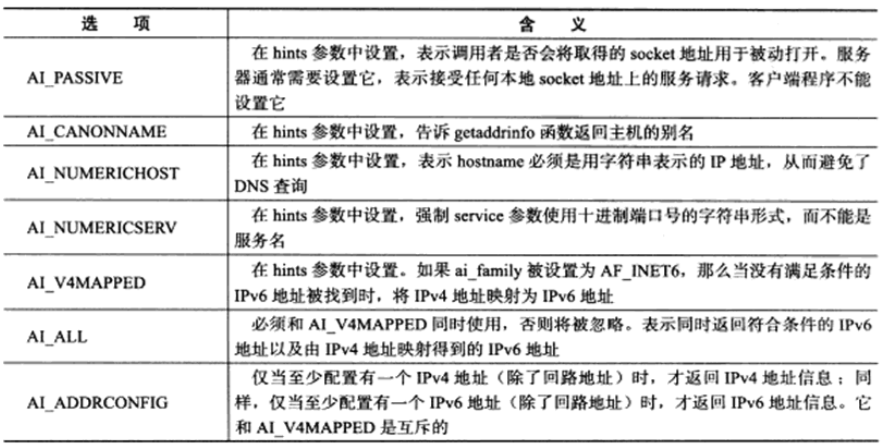 选 项 含 义
在 hints 参数中设置，表示调用者是否会将取得的 socket 地址用于被动打开。服务
AI_PASSIVE 器通常需要设置它，表示接受任何本地 socket 地址上的服务请求。客户端程序不能
设置它
AI_CANONNAME 在 hints 参数中设置，告诉 getaddrinfo 函数返回主机的别名
AI_NUMERICHOST 在 hints 参数中设置，表示 hostname 必须是用字符串表示的 IP 地址，从而避免了
DNS 查询
AI_NUMERICSERV 在 hints 参数中设置，强制 service 参数使用十进制端口号的字符串形式，而不能是
服务名
AI_V4MAPPED 在 hints 参数中设置。如果 ai_family 被设置为 AF_INET6，那么当没有满足条件的
IPv6 地址被找到时，将 IPv4 地址映射为 IPv6 地址
AI_ALL 必须和 AI_V4MAPPED 同时使用，否则将被忽略。表示同时返回符合条件的 IPv6
地址以及由 IPv4 地址映射得到的 IPv6 地址
仅当至少配置有一个 IPv4 地址（除了回路地址）时，才返回 IPv4 地址信息；同
AI_ADDRCONFIG 样，仅当至少配置有一个 IPv6 地址（除了回路地址）时，才返回 IPv6 地址信息。它
和 AI_V4MAPPED 是互斥的